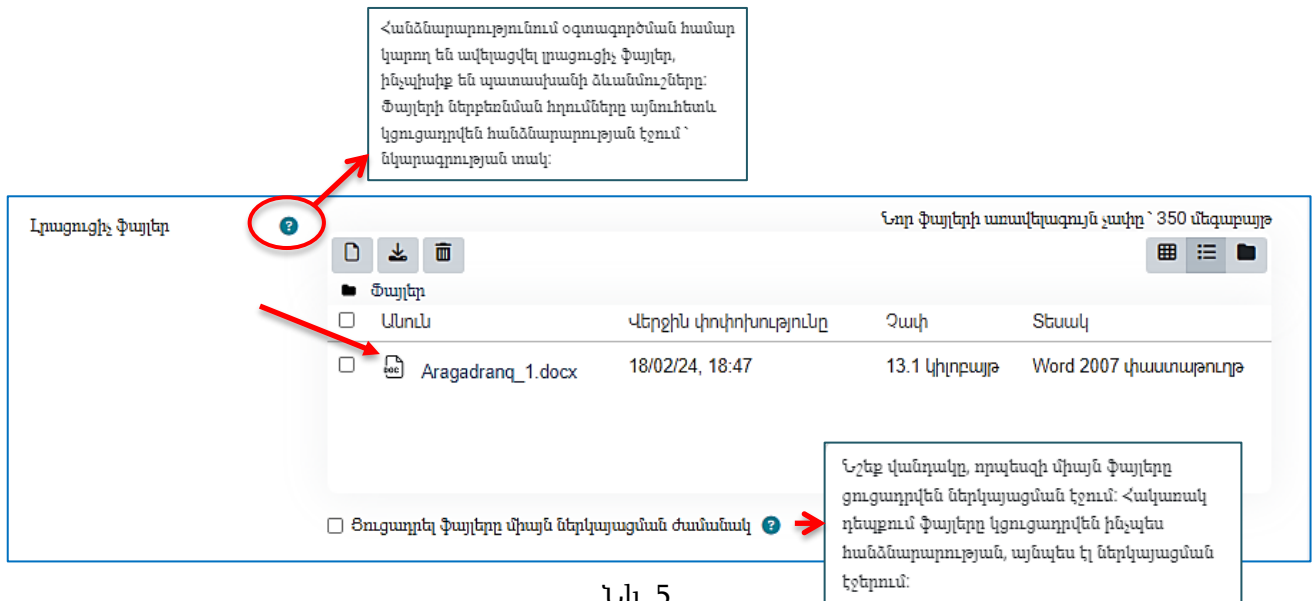 Հանձնարարությունում օգտագործման համար
կարող են ավելացվել լրացուցիչ ֆայլեր,
ինչպիսիք են պատասխանի ձևանմուշները:
Ֆայլերի ներբեռնման հղումները այնուհետև
կցուցադրվեն հանձնարարության էջում ՝
նկարագրության տակ:
Լրացուցիչ ֆայլեր
Նոր ֆայլերի առավելագույն չափը ՝ 350 մեգաբայթ
Ֆայլեր
Անուն Վերջին փոփոխությունը Չափ Տեսակ
Aragadranq_1.docx 18/02/24, 18:47 13.1 կիլոբայթ Word 2007 փաստաթուղթ
Ցուցադրել ֆայլերը միայն ներկայացման ժամանակ
Նշեք վանդակը, որպեսզի միայն ֆայլերը
ցուցադրվեն ներկայացման էջում: Հակառակ
դեպքում ֆայլերը կցուցադրվեն ինչպես
հանձնարարության, այնպես էլ ներկայացման
էջերում:
Նկ. 5